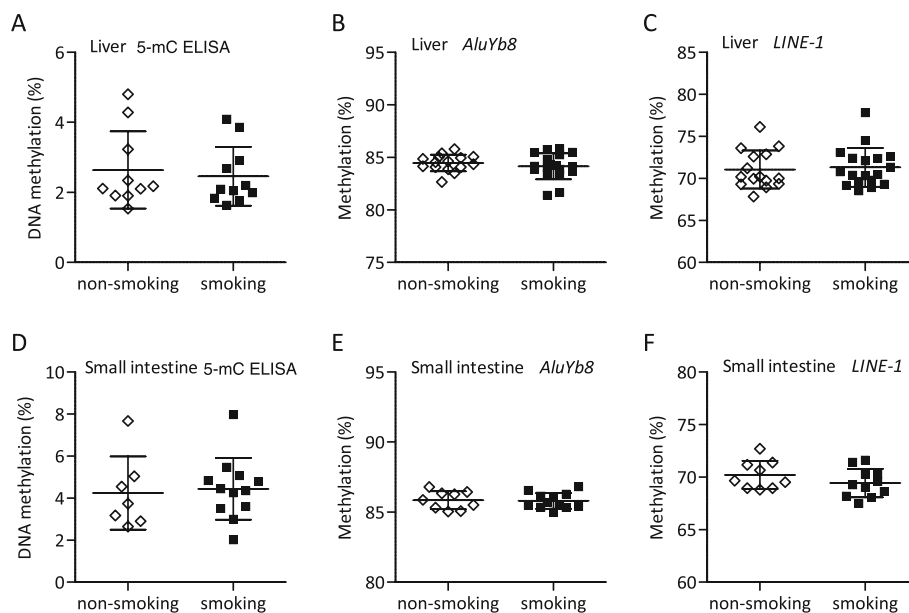 A
Liver 5-mC ELISA
DNA methylation (%)
6
4
2
0
non-smoking smoking
B
Liver AluYb8
Methylation (%)
95
90
85
80
75
non-smoking smoking
C
Liver LINE-1
Methylation (%)
85
80
75
70
65
60
non-smoking smoking
D
Small intestine 5-mC ELISA
DNA methylation (%)
10
8
6
4
2
0
non-smoking smoking
E
Small intestine AluYb8
Methylation (%)
95
90
85
80
non-smoking smoking
F
Small intestine LINE-1
Methylation (%)
80
75
70
65
60
non-smoking smoking